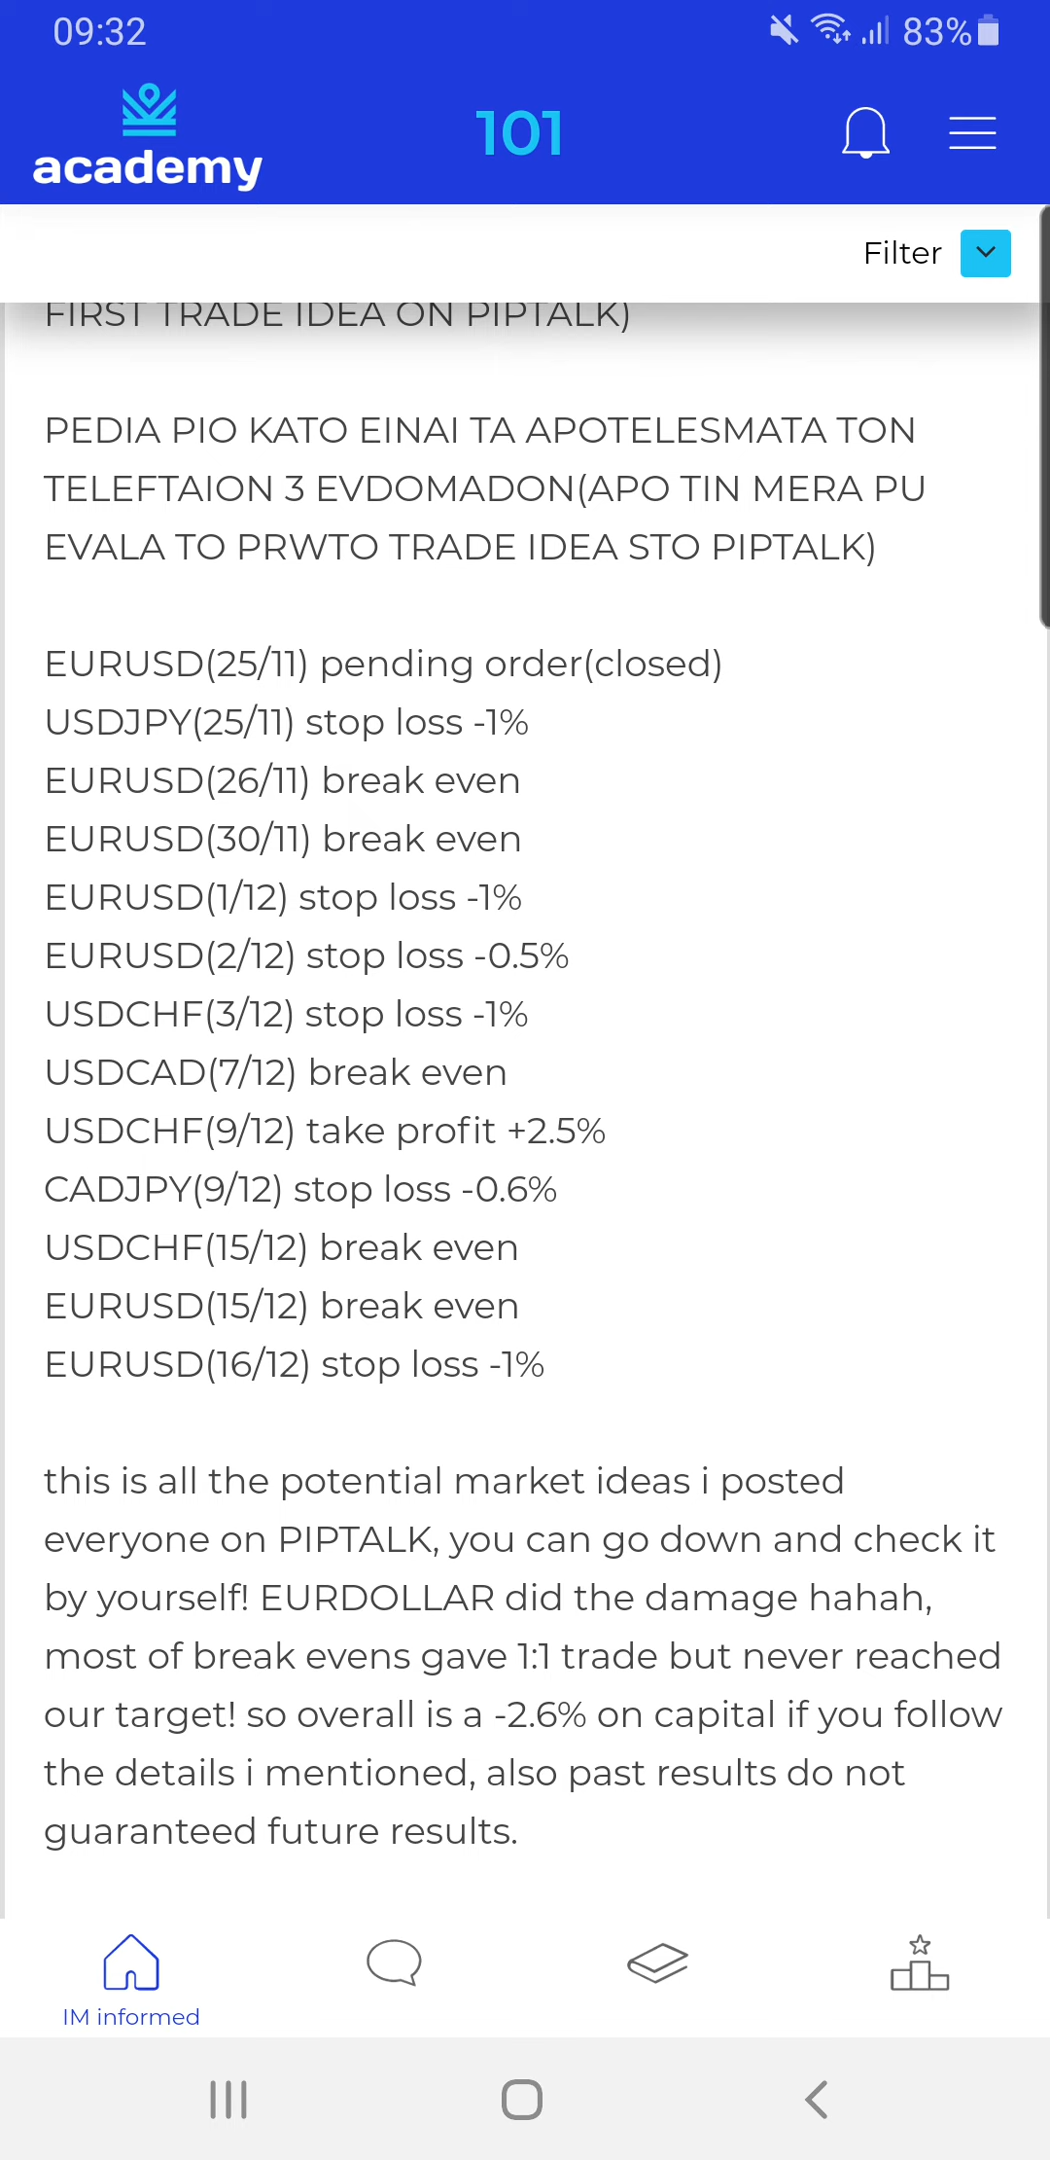 09:32
83%
academy
101
Filter
FIRST TRADE IDEA ON PIPTALK)
PEDIA PIO KATO EINAI TA APOTELESMATA TON
TELEFTAION 3 EVDOMADON(APO TIN MERA PU
EVALA TO PRWTO TRADE IDEA STO PIPTALK)
EURUSD(25/11) pending order(closed)
USDJPY(25/11) stop loss -1%
EURUSD(26/11) break even
EURUSD(30/11) break even
EURUSD(1/12) stop loss -1%
EURUSD(2/12) stop loss -0.5%
USDCHF(3/12) stop loss -1%
USDCAD(7/12) break even
USDCHF(9/12) take profit +2.5%
CADJPY(9/12) stop loss -0.6%
USDCHF(15/12) break even
EURUSD(15/12) break even
EURUSD(16/12) stop loss -1%
this is all the potential market ideas i posted
everyone on PIPTALK, you can go down and check it
by yourself! EURDOLLAR did the damage hahah,
most of break evens gave 1:1 trade but never reached
our target! so overall is a -2.6% on capital if you follow
the details i mentioned, also past results do not
guaranteed future results.
IM informed